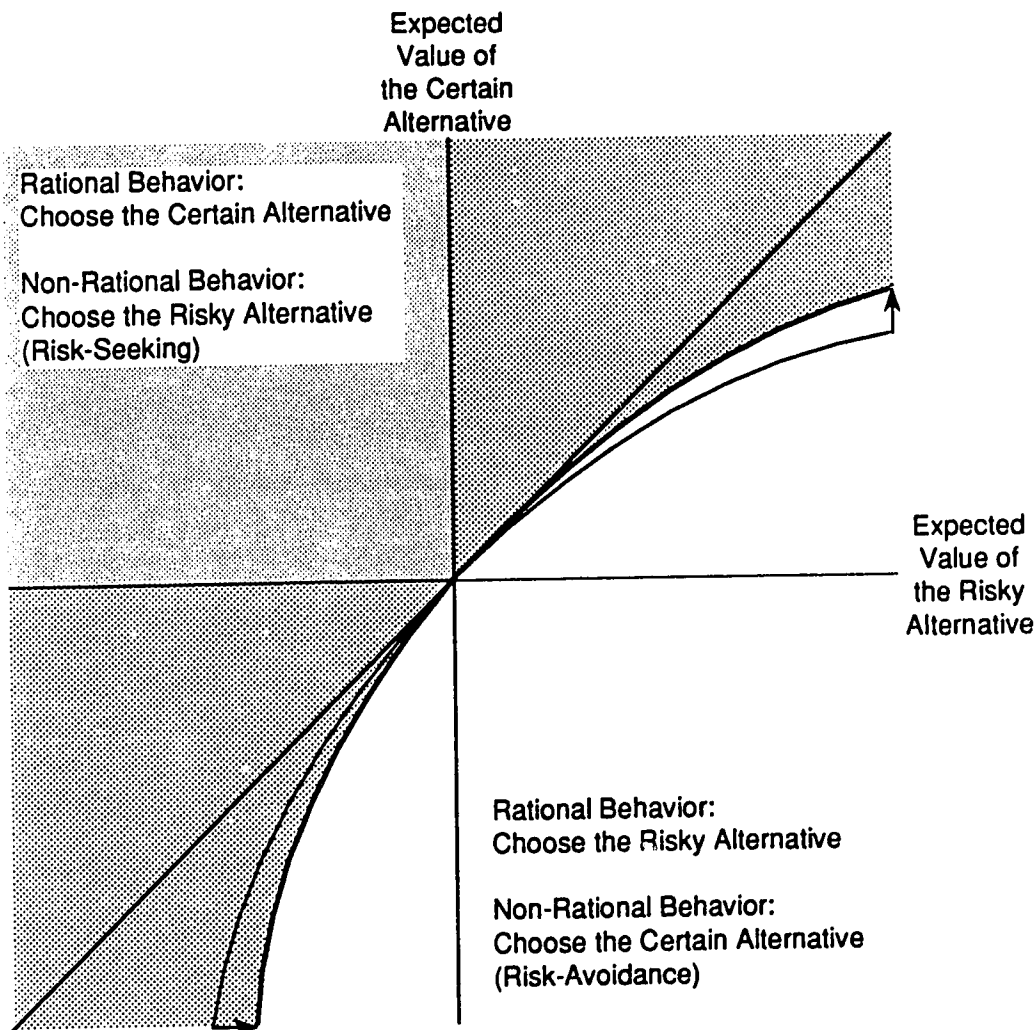 Expected
Value of
the Certain
Alternative
Rational Behavior:
Choose the Certain Alternative
Non-Rational Behavior:
Choose the Risky Alternative
(Risk-Seeking)
Expected
Value of
the Risky
Alternative
Rational Behavior:
Choose the Risky Alternative
Non-Rational Behavior:
Choose the Certain Alternative
(Risk-Avoidance)